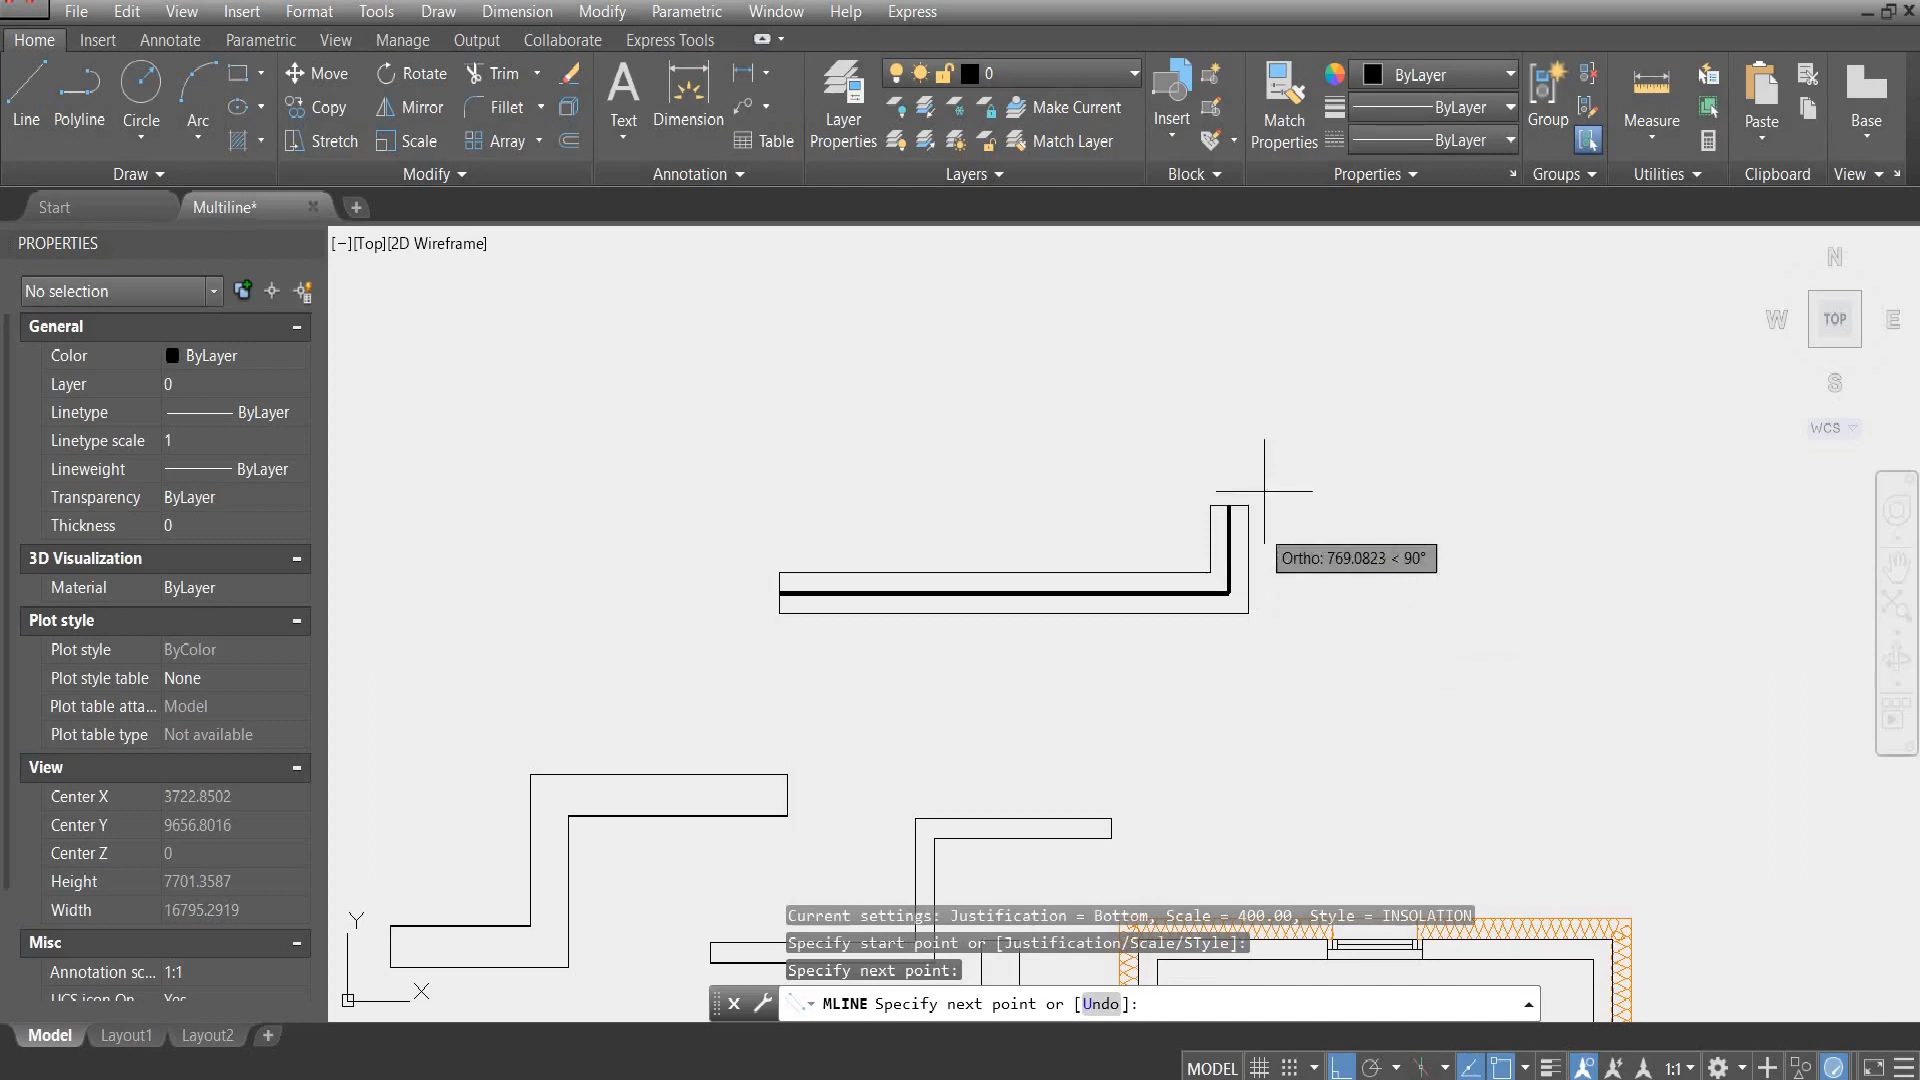 File Edit View Insert Format Tools Draw Dimension Modify Parametric Window Help Express
Home Insert Annotate Parametric View Manage Output Collaborate Express Tools
Line Polyline Circle Arc
Move Rotate Trim
Copy Mirror Fillet
Stretch Scale Array
Text Dimension Table
Layer Properties
0
Make Current
Match Layer
Insert
Match Properties
ByLayer
ByLayer
ByLayer
Group
Measure
Paste
Base
Draw Modify Annotation Layers Block Properties Groups Utilities Clipboard View
Start Multiline*
PROPERTIES
[−][Top][2D Wireframe]
No selection
General
Color ByLayer
Layer 0
Linetype ByLayer
Linetype scale 1
Lineweight ByLayer
Transparency ByLayer
Thickness 0
3D Visualization
Material ByLayer
Plot style
Plot style ByColor
Plot style table None
Plot table atta... Model
Plot table type Not available
View
Center X 3722.8502
Center Y 9656.8016
Center Z 0
Height 7701.3587
Width 16795.2919
Misc
Annotation sc... 1:1
UCS icon On Yes
N
W TOP E
S
WCS
Ortho: 769.0823 < 90°
Y
X
Current settings: Justification = Bottom, Scale = 400.00, Style = INSOLATION
Specify start point or [Justification/Scale/STyle]:
Specify next point:
MLINE Specify next point or [Undo]:
Model Layout1 Layout2
MODEL 1:1